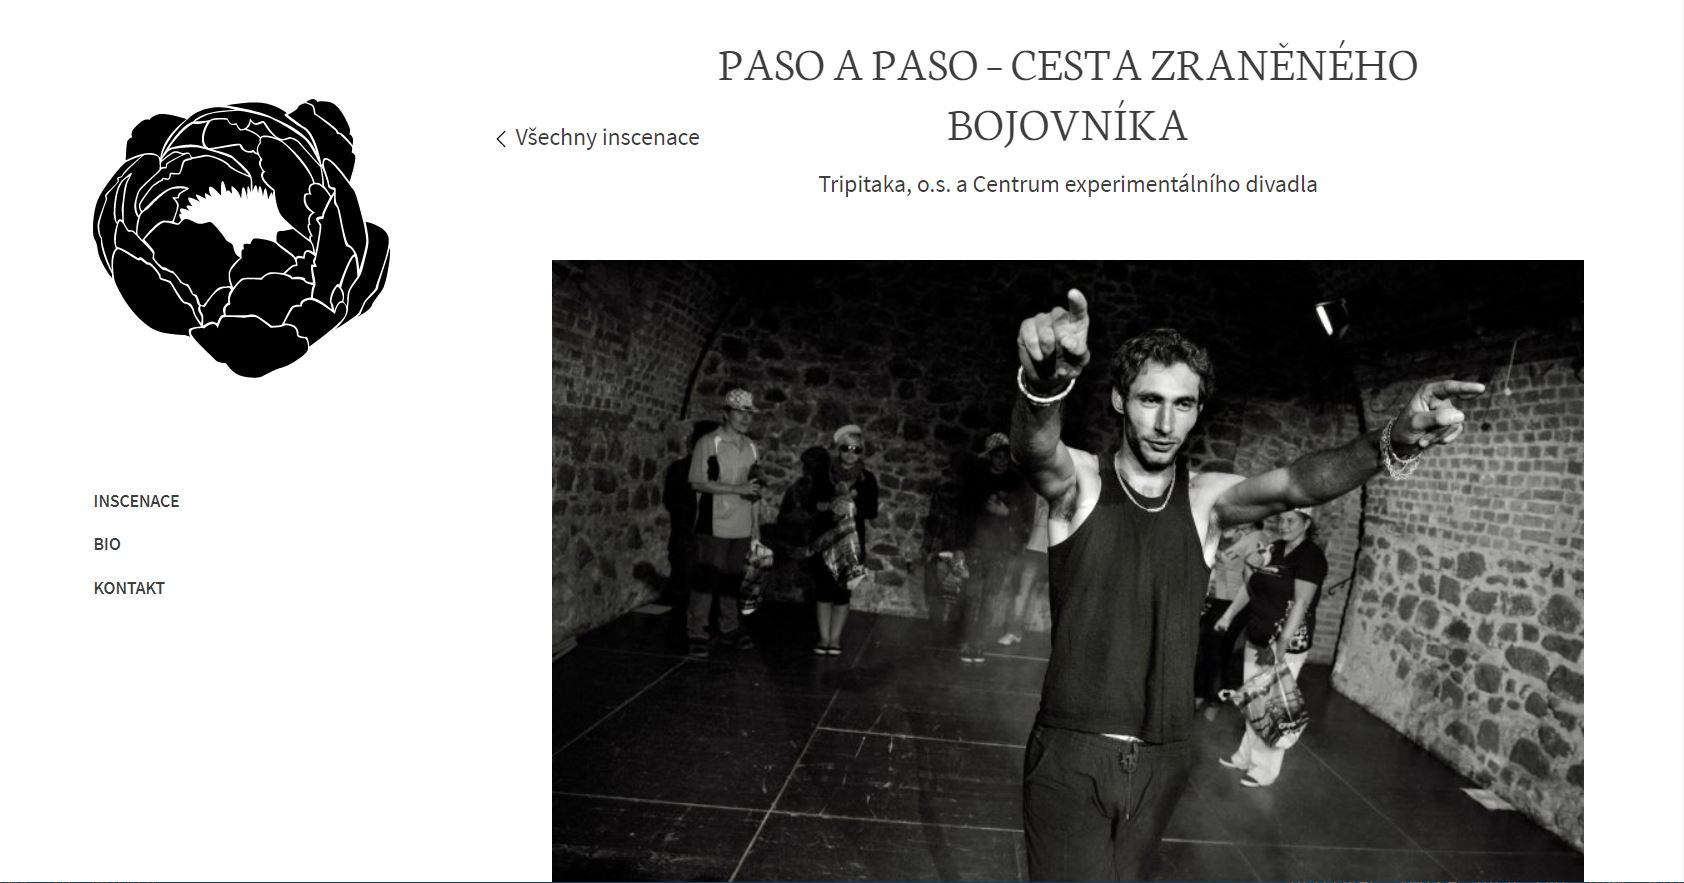 PASO A PASO – CESTA ZRANĚNÉHO
BOJOVNÍKA
Všechny inscenace
Tripitaka, o.s. a Centrum experimentálního divadla
INSCENACE
BIO
KONTAKT